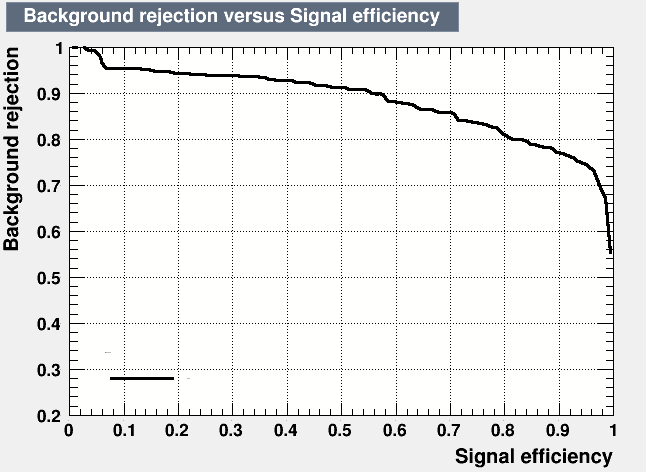 Background rejection versus Signal efficiency
Background rejection
1
0.9
0.8
0.7
0.6
0.5
0.4
0.3
0.2
0 0.1 0.2 0.3 0.4 0.5 0.6 0.7 0.8 0.9 1
Signal efficiency